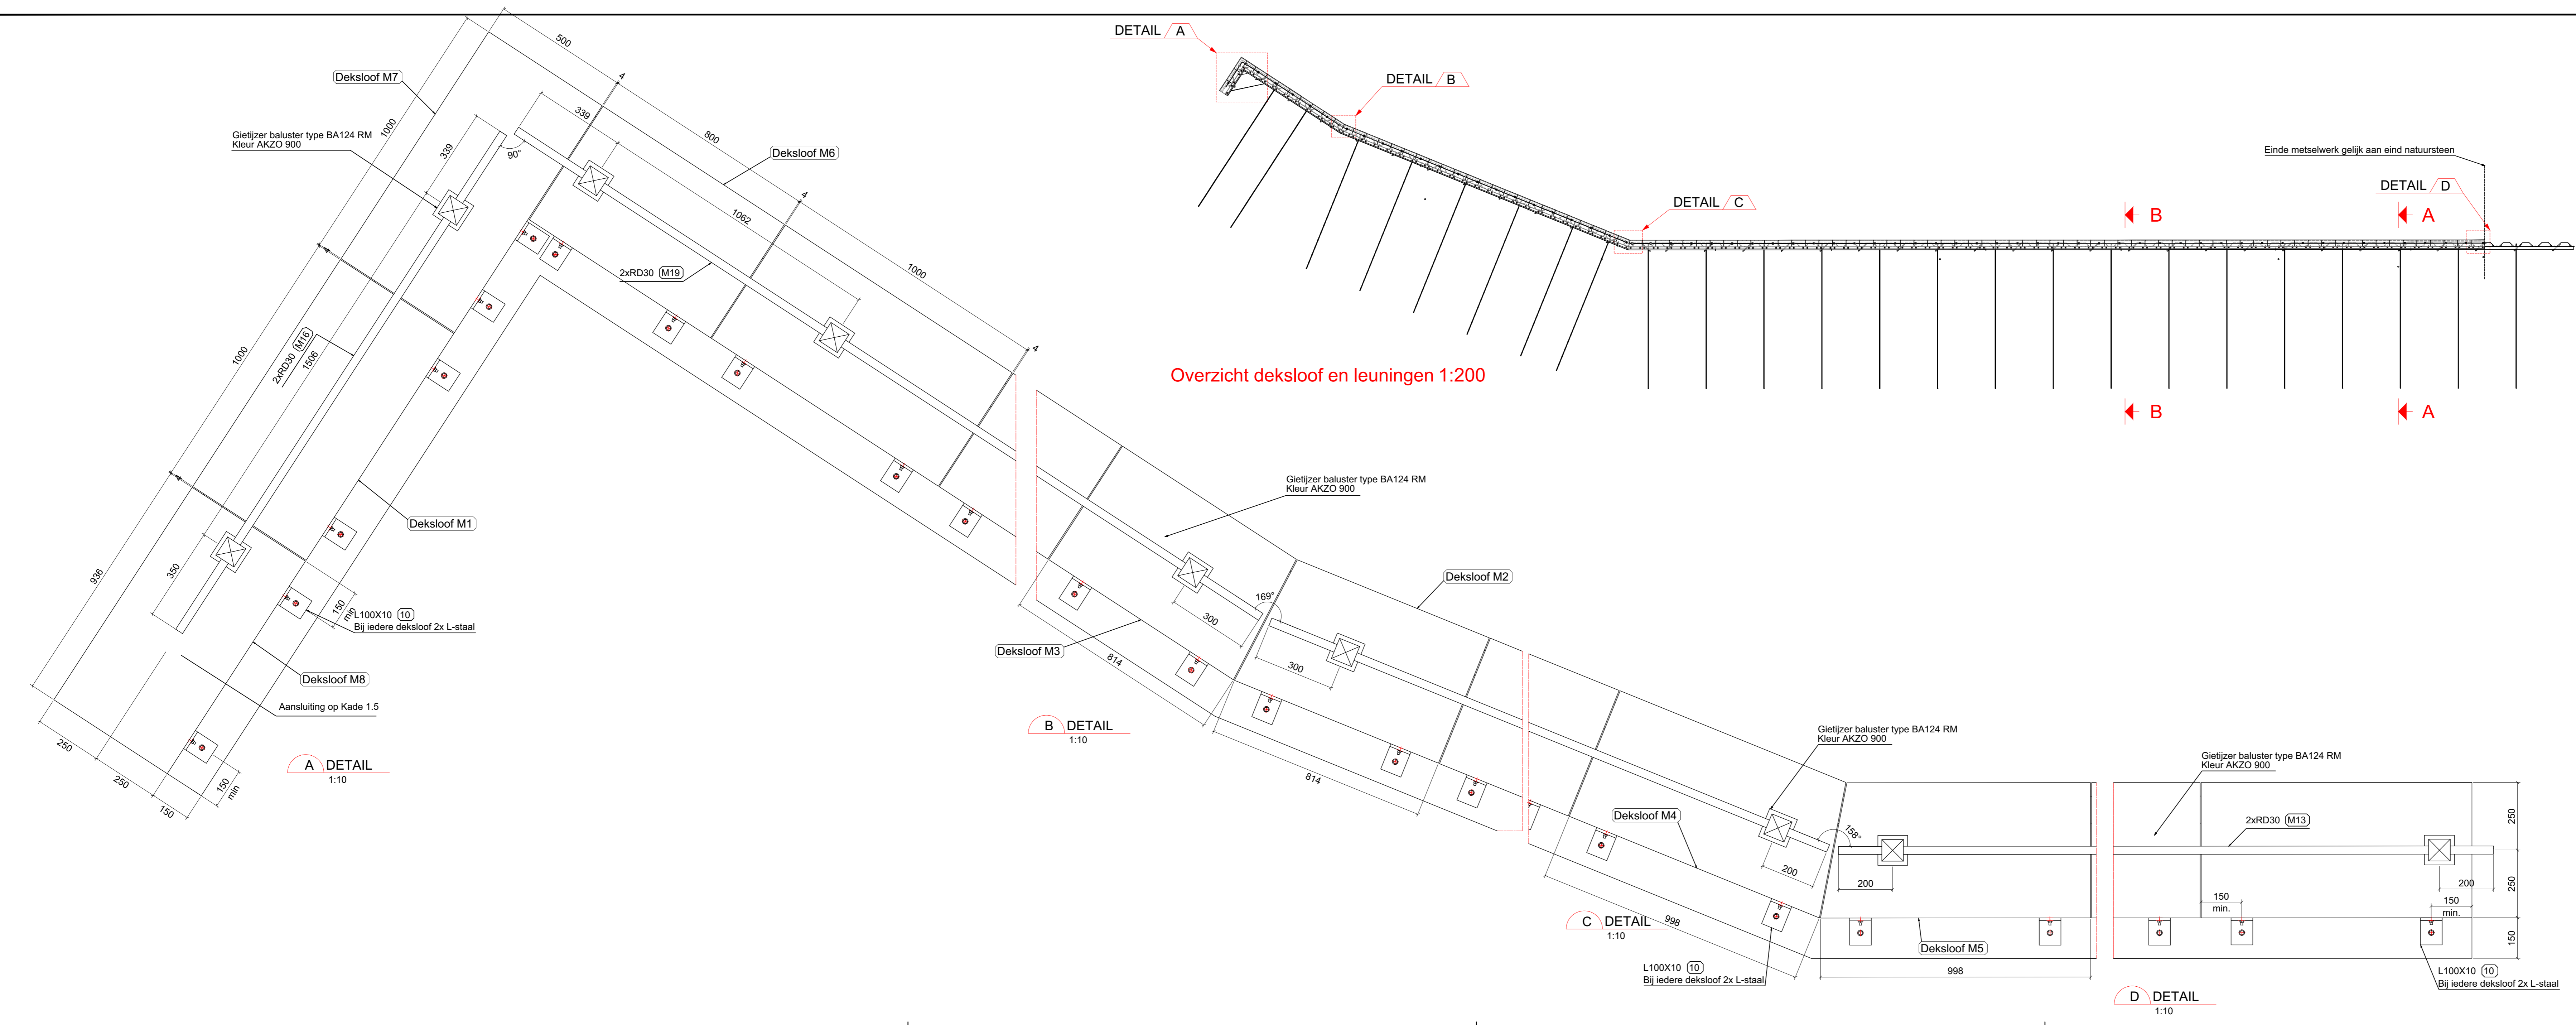 500
4
Deksloof M7
339
800
1000
Gietijzer baluster type BA124 RM
Kleur AKZO 900
339
90°
Deksloof M6
4
1062
1000
4
2xRD30 M19
4
1000
2xRD30 M16
1506
4
Deksloof M1
350
936
150
min
L100X10 10
Bij iedere deksloof 2x L-staal
Deksloof M8
Aansluiting op Kade 1.5
250
250
150
150
min
A DETAIL
1:10
DETAIL A
DETAIL B
DETAIL C
Einde metselwerk gelijk aan eind natuursteen
DETAIL D
B
A
Overzicht deksloof en leuningen 1:200
B
A
Gietijzer baluster type BA124 RM
Kleur AKZO 900
Deksloof M2
169°
300
300
Deksloof M3
814
B DETAIL
1:10
814
Gietijzer baluster type BA124 RM
Kleur AKZO 900
Deksloof M4
158°
200
200
C DETAIL
1:10
998
Deksloof M5
L100X10 10
Bij iedere deksloof 2x L-staal
998
Gietijzer baluster type BA124 RM
Kleur AKZO 900
2xRD30 M13
250
250
150
200
150
min.
150
min.
L100X10 10
Bij iedere deksloof 2x L-staal
D DETAIL
1:10